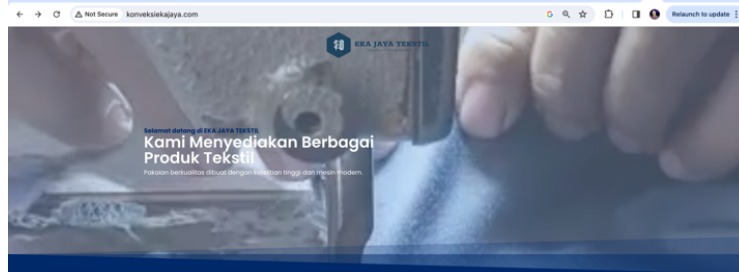 Not Secure konveksiekajaya.com Relaunch to update
EKA JAYA TEKSTIL
Selamat datang di EKA JAYA TEKSTIL
Kami Menyediakan Berbagai
Produk Tekstil
Pakaian berkualitas dibuat dengan ketelitian tinggi dan mesin modern.